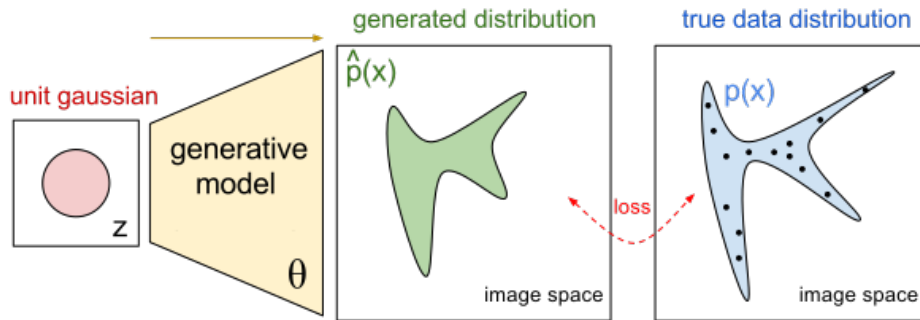 generated distribution
true data distribution
unit gaussian
z
generative
model
θ
p̂(x)
image space
loss
p(x)
image space